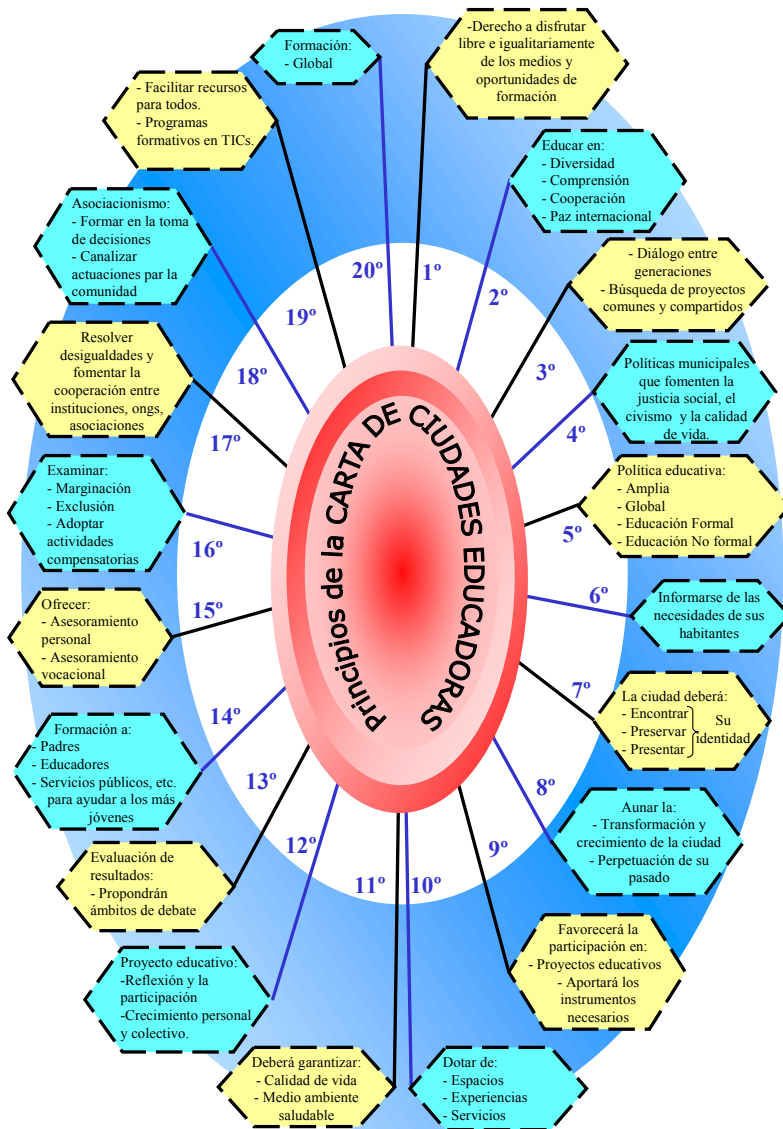 Principios de la CARTA DE CIUDADES EDUCADORAS
1º
-Derecho a disfrutar
libre e igualitariamente
de los medios y
oportunidades de
formación
2º
Educar en:
- Diversidad
- Comprensión
- Cooperación
- Paz internacional
3º
- Diálogo entre
generaciones
- Búsqueda de proyectos
comunes y compartidos
4º
Políticas municipales
que fomenten la
justicia social, el
civismo y la calidad
de vida.
5º
Política educativa:
- Amplia
- Global
- Educación Formal
- Educación No formal
6º
Informarse de las
necesidades de sus
habitantes
7º
La ciudad deberá:
- Encontrar
- Preservar
- Presentar
Su
identidad
8º
Aunar la:
- Transformación y
crecimiento de la ciudad
- Perpetuación de su
pasado
9º
Favorecerá la
participación en:
- Proyectos educativos
- Aportará los
instrumentos
necesarios
10º
Dotar de:
- Espacios
- Experiencias
- Servicios
11º
Deberá garantizar:
- Calidad de vida
- Medio ambiente
saludable
12º
Proyecto educativo:
-Reflexión y la
participación
-Crecimiento personal
y colectivo.
13º
Evaluación de
resultados:
- Propondrán
ámbitos de debate
14º
Formación a:
- Padres
- Educadores
- Servicios públicos, etc.
para ayudar a los más
jóvenes
15º
Ofrecer:
- Asesoramiento
personal
- Asesoramiento
vocacional
16º
Examinar:
- Marginación
- Exclusión
- Adoptar
actividades
compensatorias
17º
Resolver
desigualdades y
fomentar la
cooperación entre
instituciones, ongs,
asociaciones
18º
Asociacionismo:
- Formar en la toma
de decisiones
- Canalizar
actuaciones par la
comunidad
19º
- Facilitar recursos
para todos.
- Programas
formativos en TICs.
20º
Formación:
- Global